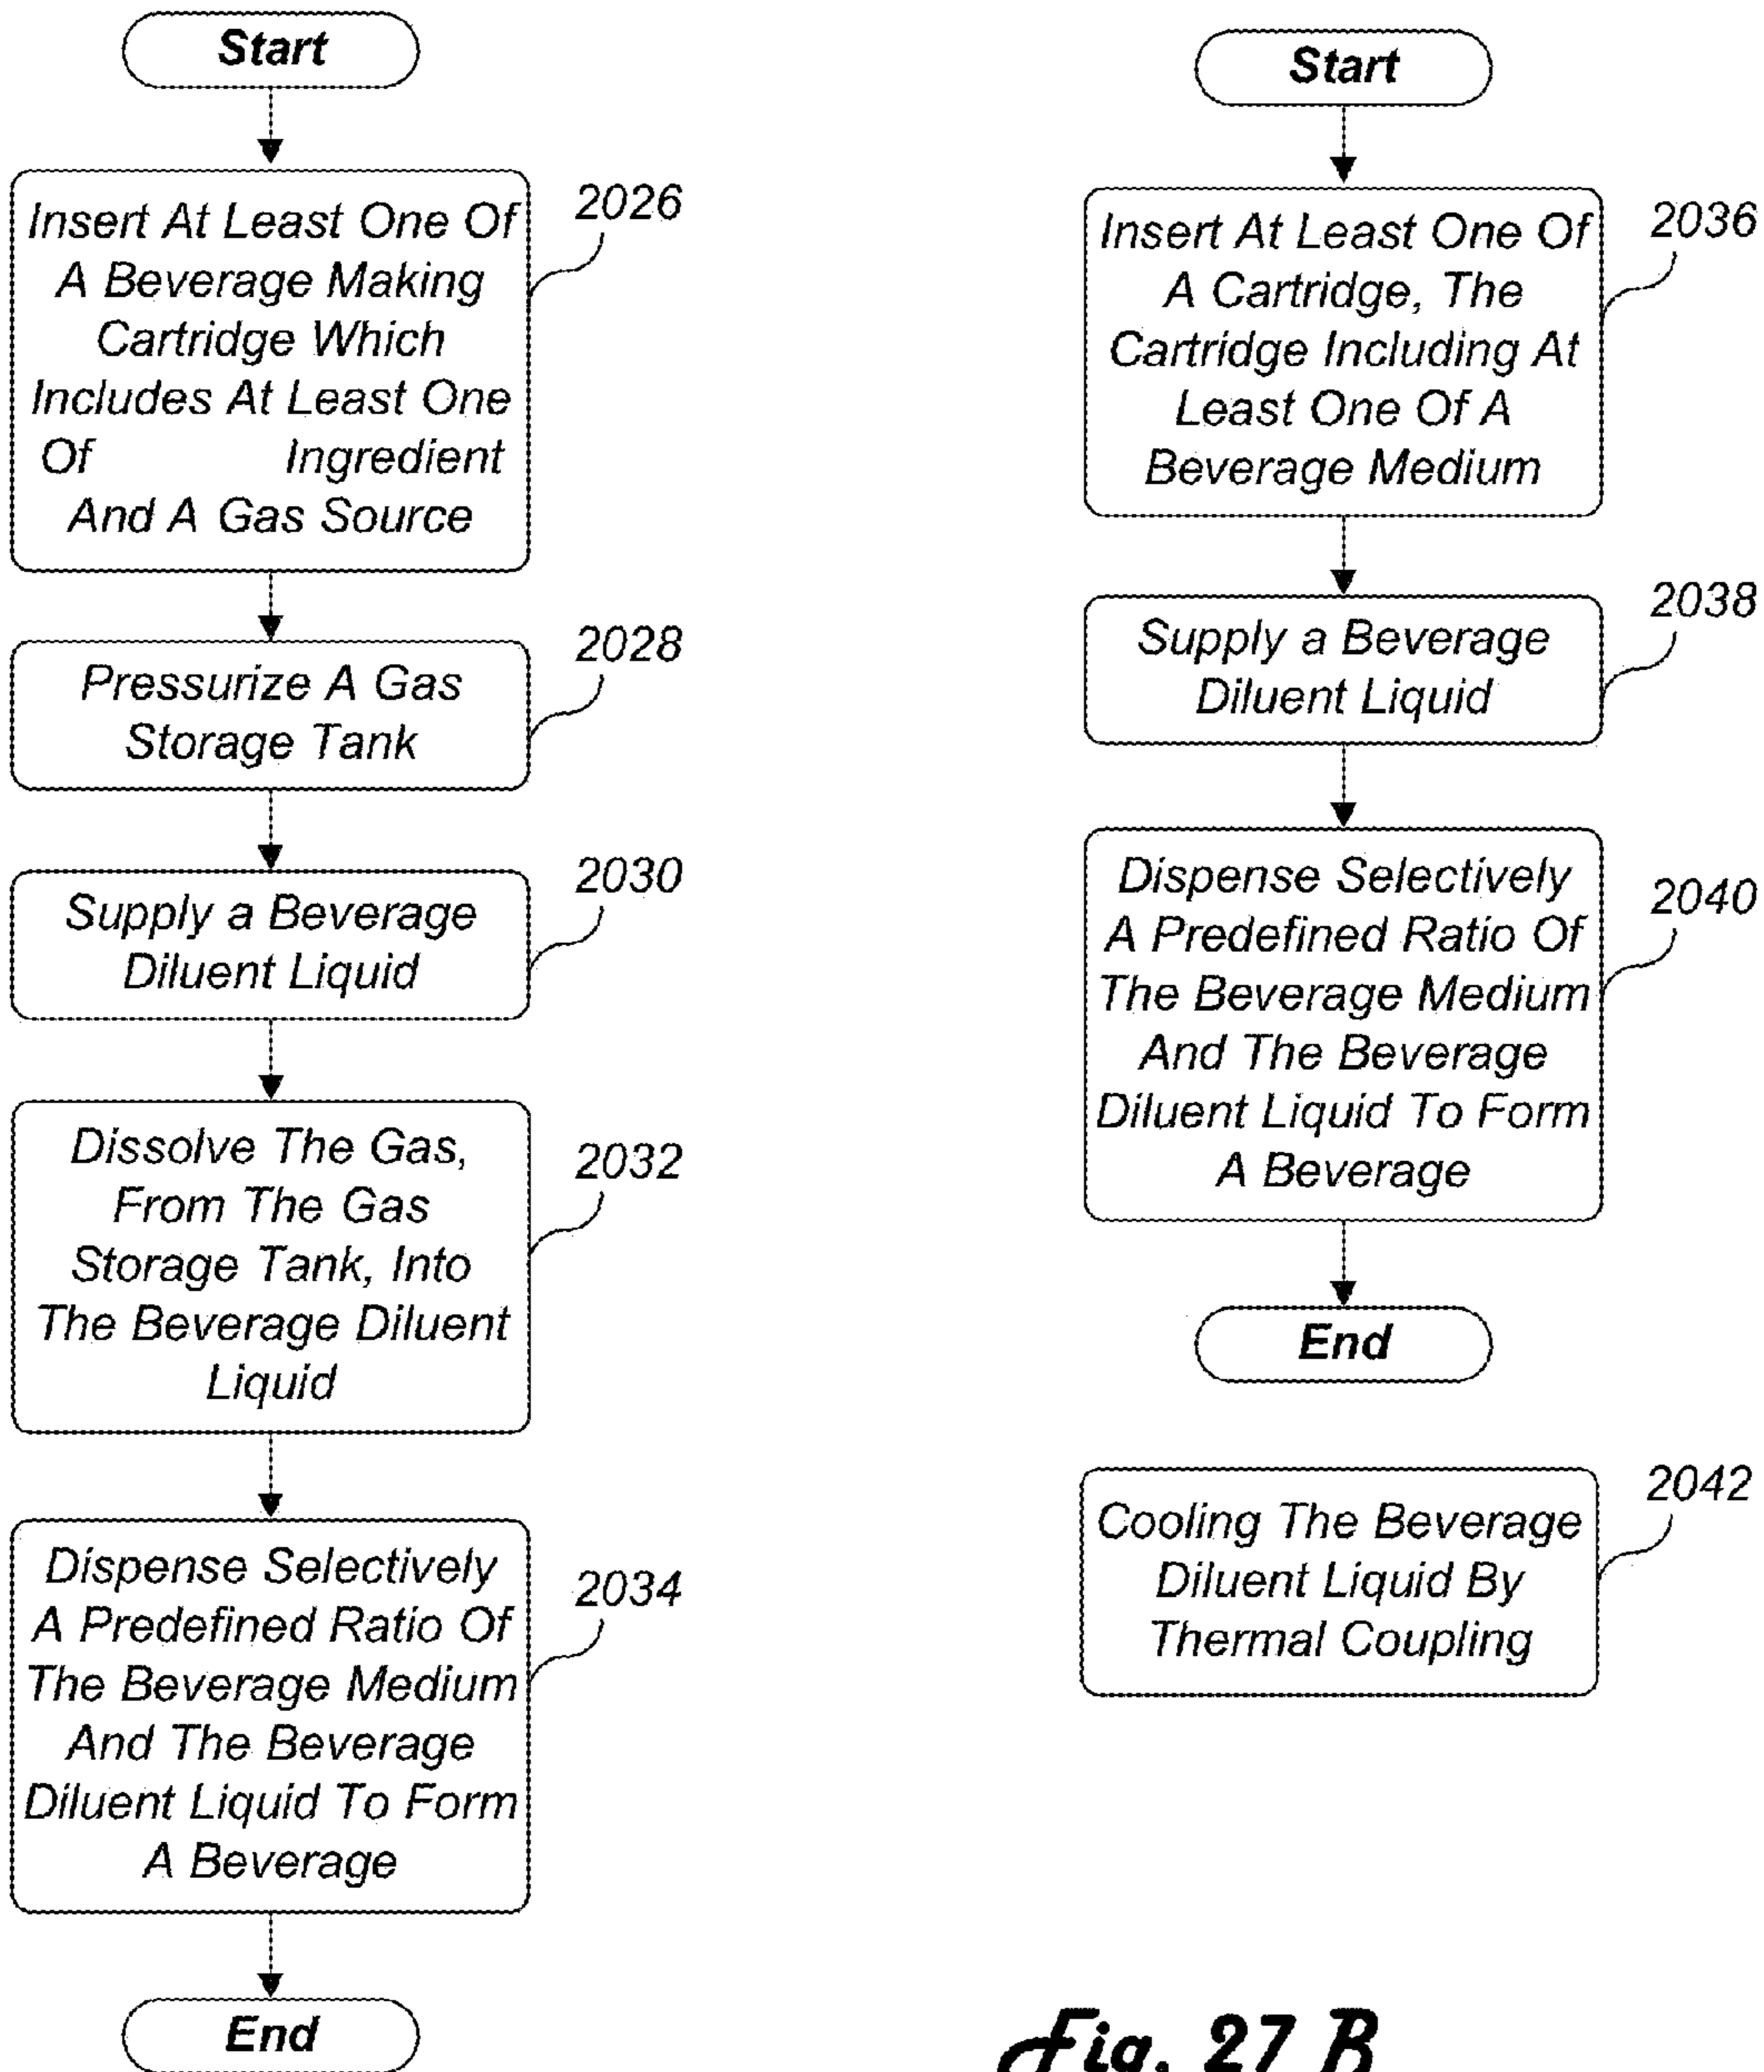 Start
Insert At Least One Of
A Beverage Making
Cartridge Which
Includes At Least One
Of Ingredient
And A Gas Source
2026
Pressurize A Gas
Storage Tank
2028
Supply a Beverage
Diluent Liquid
2030
Dissolve The Gas,
From The Gas
Storage Tank, Into
The Beverage Diluent
Liquid
2032
Dispense Selectively
A Predefined Ratio Of
The Beverage Medium
And The Beverage
Diluent Liquid To Form
A Beverage
2034
End
Start
Insert At Least One Of
A Cartridge, The
Cartridge Including At
Least One Of A
Beverage Medium
2036
Supply a Beverage
Diluent Liquid
2038
Dispense Selectively
A Predefined Ratio Of
The Beverage Medium
And The Beverage
Diluent Liquid To Form
A Beverage
2040
End
Cooling The Beverage
Diluent Liquid By
Thermal Coupling
2042
Fig. 27 B